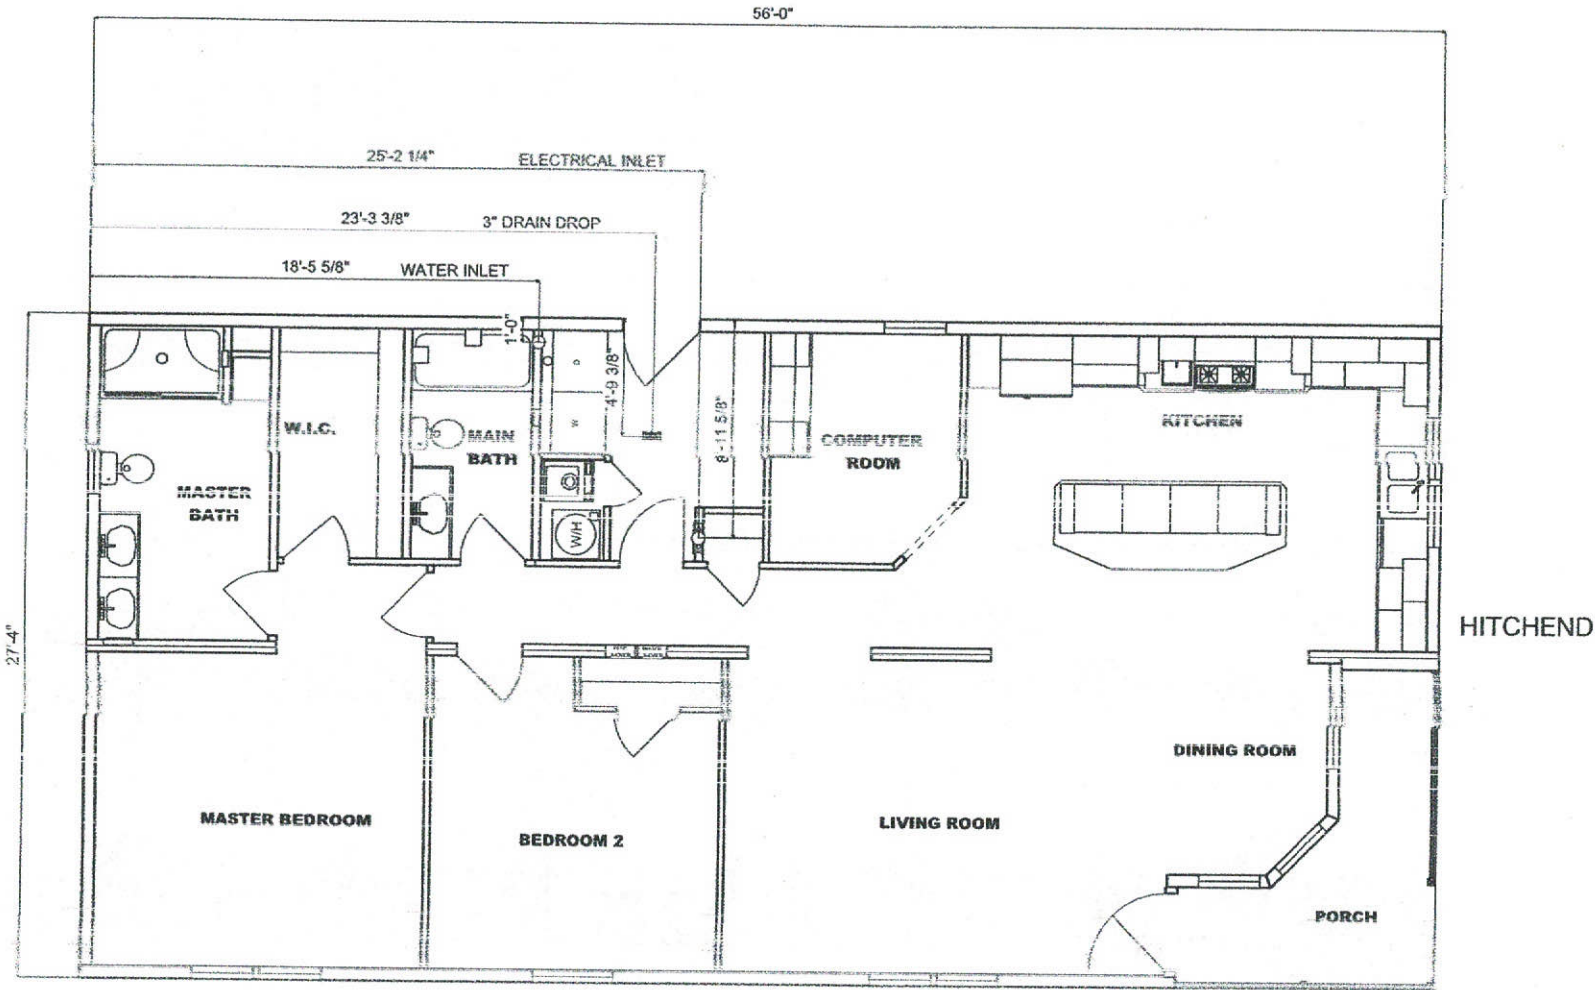 56'-0"
25'-2 1/4" ELECTRICAL INLET
23'-3 3/8" 3" DRAIN DROP
18'-5 5/8" WATER INLET
1'-0"
4'-9 3/8"
8'-11 5/8"
27'-4"
D
W
W.I.C.
MAIN
BATH
MASTER
BATH
W/H
COMPUTER
ROOM
KITCHEN
HITCHEND
MASTER BEDROOM
BEDROOM 2
LIVING ROOM
DINING ROOM
PORCH